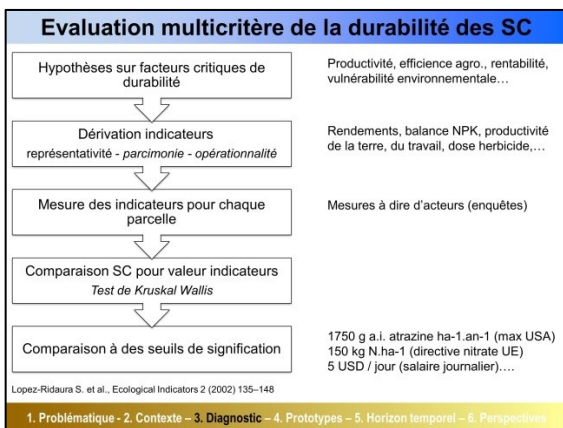 Evaluation multicritère de la durabilité des SC
Hypothèses sur facteurs critiques de
durabilité
Productivité, efficience agro., rentabilité,
vulnérabilité environnementale…
Dérivation indicateurs
représentativité - parcimonie - opérationnalité
Rendements, balance NPK, productivité
de la terre, du travail, dose herbicide,…
Mesure des indicateurs pour chaque
parcelle
Mesures à dire d'acteurs (enquêtes)
Comparaison SC pour valeur indicateurs
Test de Kruskal Wallis
Comparaison à des seuils de signification
1750 g a.i. atrazine ha-1.an-1 (max USA)
150 kg N.ha-1 (directive nitrate UE)
5 USD / jour (salaire journalier)….
Lopez-Ridaura S. et al., Ecological Indicators 2 (2002) 135–148
1. Problématique - 2. Contexte – 3. Diagnostic – 4. Prototypes – 5. Horizon temporel – 6. Perspectives